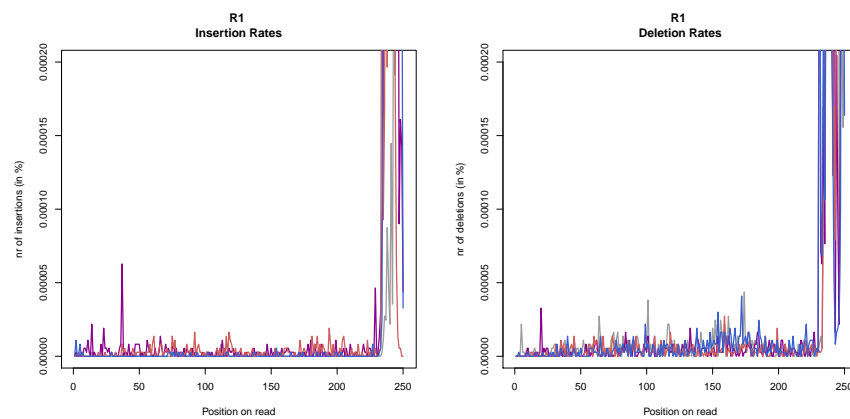 R1
Insertion Rates
nr of insertions (in %)
0.00020
0.00015
0.00010
0.00005
0.00000
0
50
100
150
200
250
Position on read
R1
Deletion Rates
nr of deletions (in %)
0.00020
0.00015
0.00010
0.00005
0.00000
0
50
100
150
200
250
Position on read